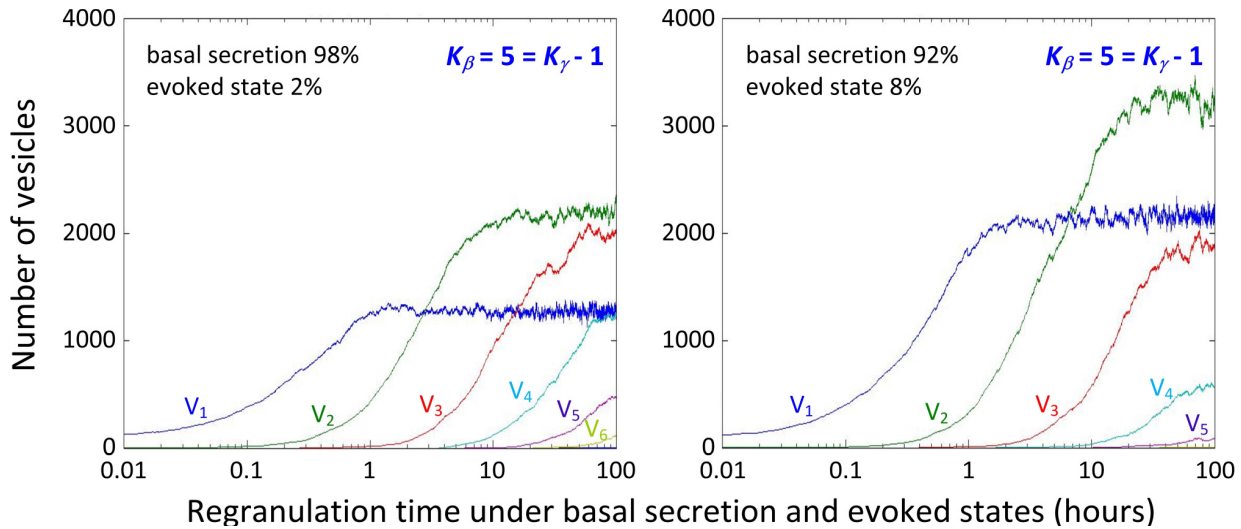 4000
3000
2000
1000
0
Number of vesicles
basal secretion 98%
evoked state 2%
Kβ = 5 = Kγ - 1
V1
V2
V3
V4
V5
V6
0.01 0.1 1 10 100
4000
3000
2000
1000
0
basal secretion 92%
evoked state 8%
Kβ = 5 = Kγ - 1
V1
V2
V3
V4
V5
0.01 0.1 1 10 100
Regranulation time under basal secretion and evoked states (hours)